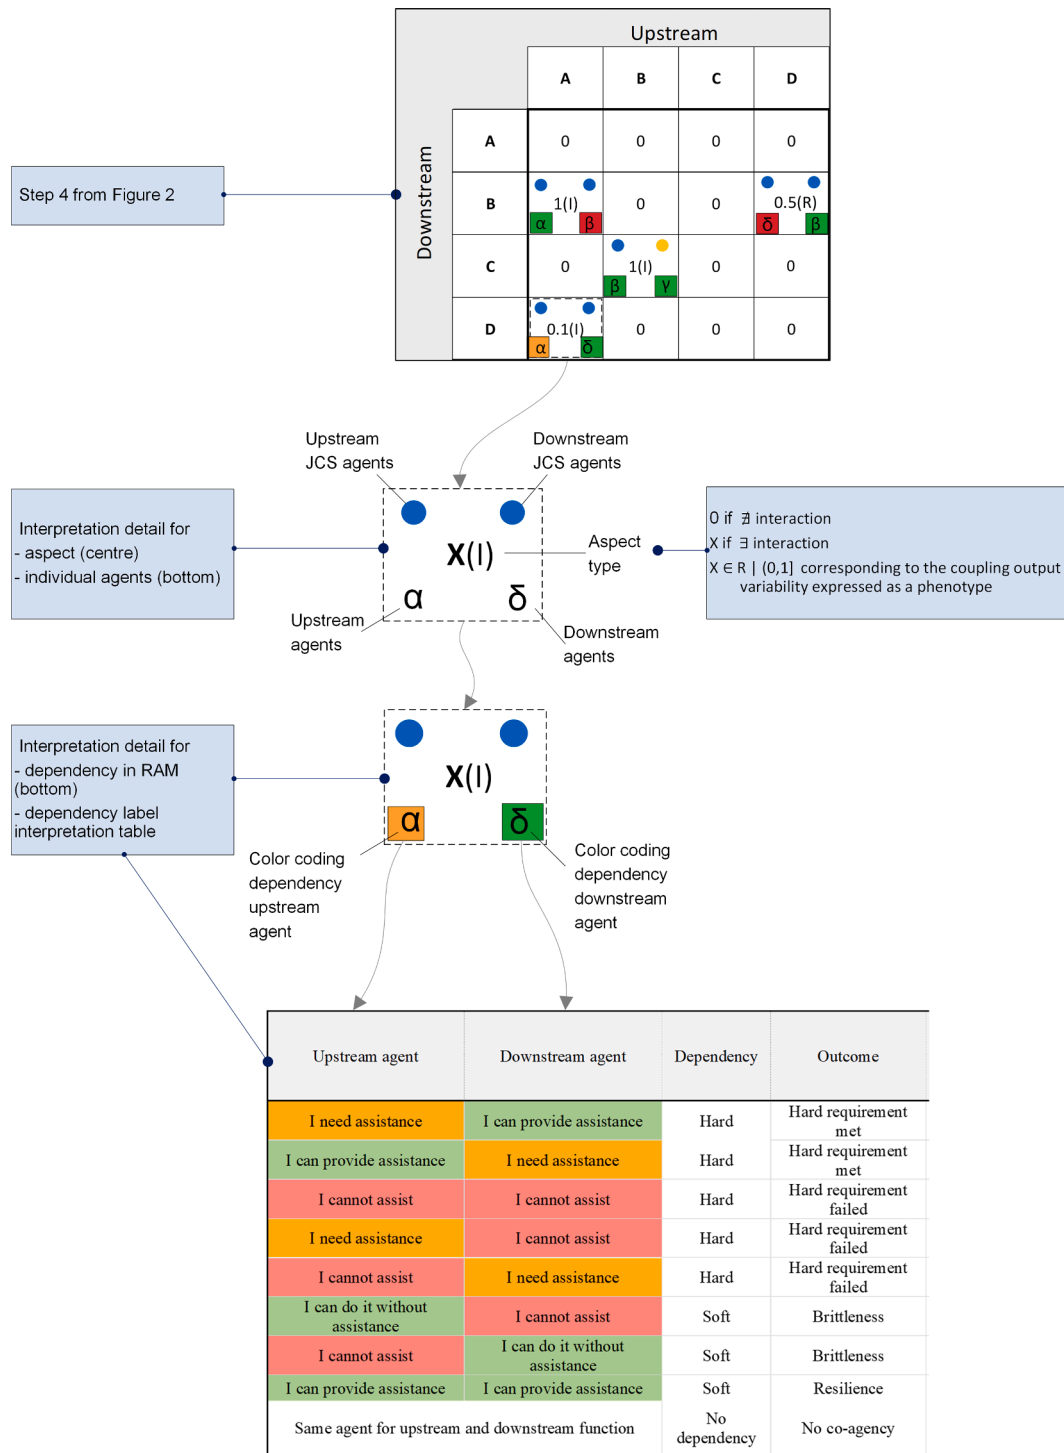 Upstream
A B C D
Downstream
A 0 0 0 0
Step 4 from Figure 2
B 1(I) 0 0 0.5(R)
α β δ β
C 0 1(I) 0 0
β γ
D 0.1(I) 0 0 0
α δ
Upstream
JCS agents
Downstream
JCS agents
Interpretation detail for
- aspect (centre)
- individual agents (bottom)
X(I)
α δ
Aspect
type
Upstream
agents
Downstream
agents
0 if ∄ interaction
X if ∃ interaction
X ∈ R | (0,1] corresponding to the coupling output
variability expressed as a phenotype
Interpretation detail for
- dependency in RAM
(bottom)
- dependency label
interpretation table
X(I)
α δ
Color coding
dependency
upstream
agent
Color coding
dependency
downstream
agent
Upstream agent Downstream agent Dependency Outcome
I need assistance I can provide assistance Hard Hard requirement
met
I can provide assistance I need assistance Hard Hard requirement
met
I cannot assist I cannot assist Hard Hard requirement
failed
I need assistance I cannot assist Hard Hard requirement
failed
I cannot assist I need assistance Hard Hard requirement
failed
I can do it without
assistance I cannot assist Soft Brittleness
I cannot assist I can do it without
assistance Soft Brittleness
I can provide assistance I can provide assistance Soft Resilience
Same agent for upstream and downstream function No
dependency No co-agency